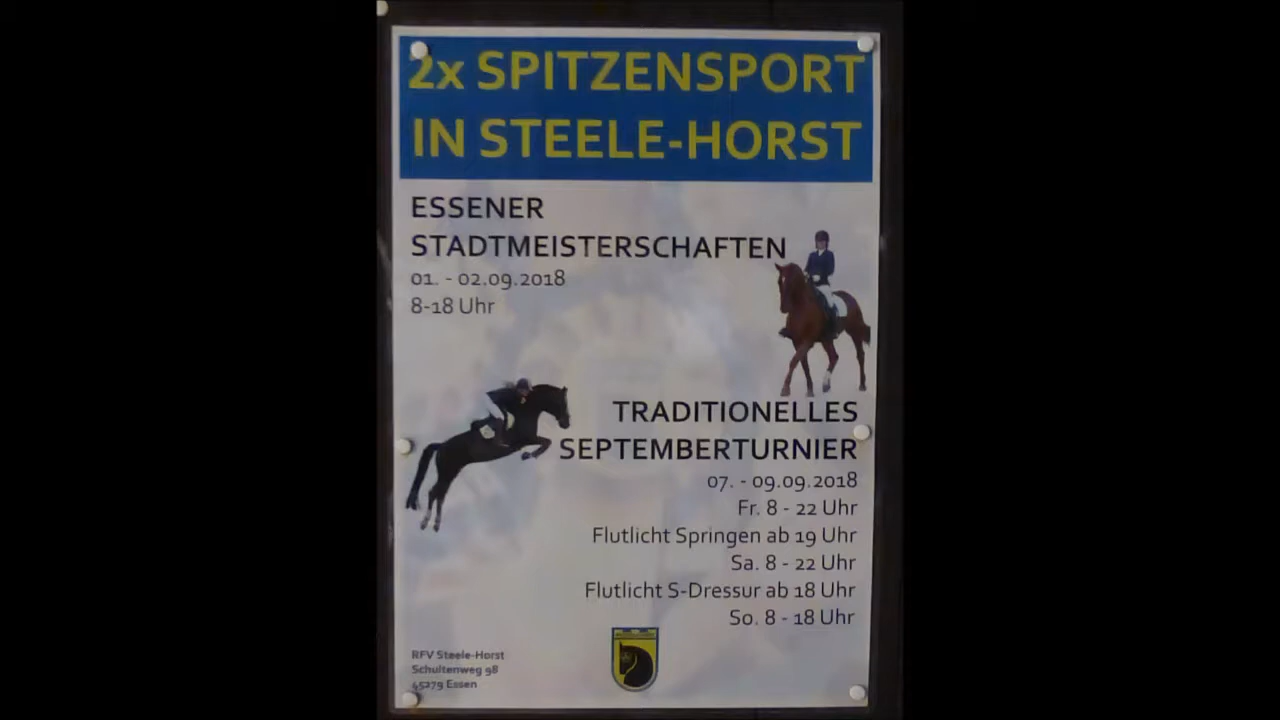 2x SPITZENSPORT
IN STEELE-HORST
ESSENER
STADTMEISTERSCHAFTEN
01. - 02.09.2018
8-18 Uhr
TRADITIONELLES
SEPTEMBERTURNIER
07. - 09.09.2018
Fr. 8 - 22 Uhr
Flutlicht Springen ab 19 Uhr
Sa. 8 - 22 Uhr
Flutlicht S-Dressur ab 18 Uhr
So. 8 - 18 Uhr
RFV Steele-Horst
Schultenweg 98
45279 Essen